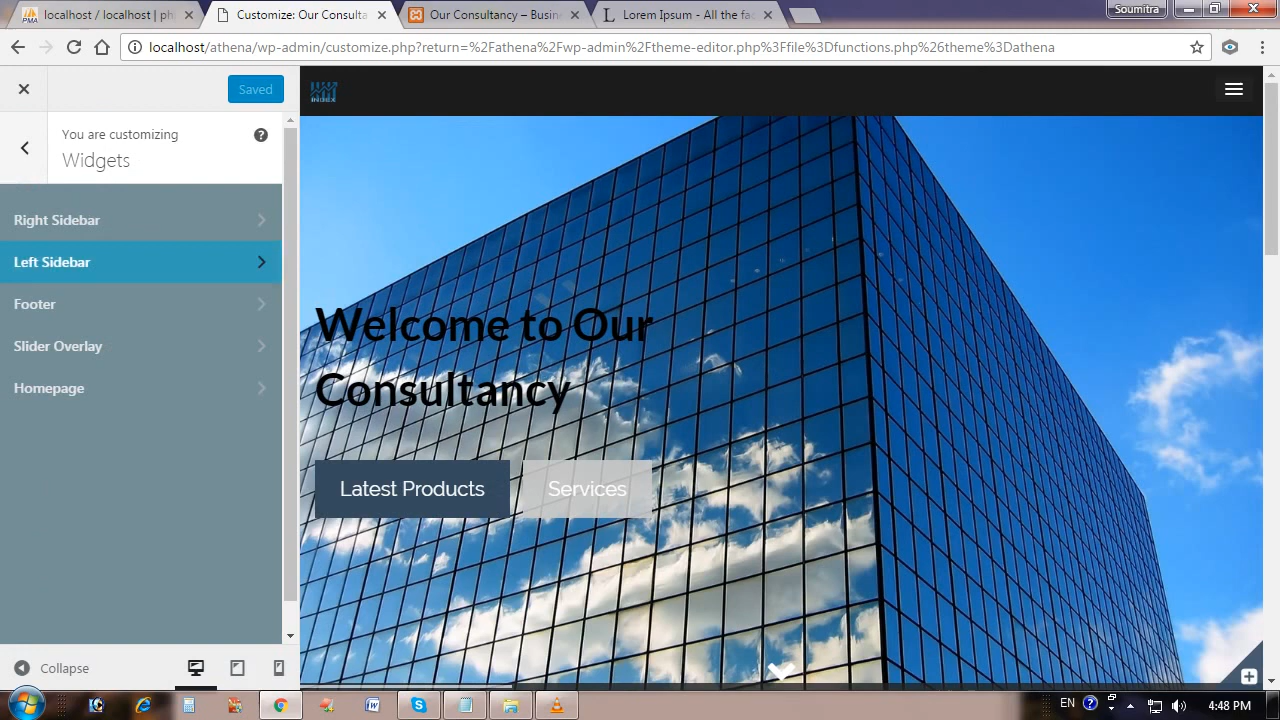 localhost / localhost | ph
Customize: Our Consulta
Our Consultancy – Busin
Lorem Ipsum - All the fac
Soumitra
localhost/athena/wp-admin/customize.php?return=%2Fathena%2Fwp-admin%2Ftheme-editor.php%3Ffile%3Dfunctions.php%26theme%3Dathena
Saved
You are customizing
Widgets
Right Sidebar
Left Sidebar
Footer
Slider Overlay
Homepage
Collapse
INDEX
Welcome to Our
Consultancy
Latest Products
Services
EN
4:48 PM